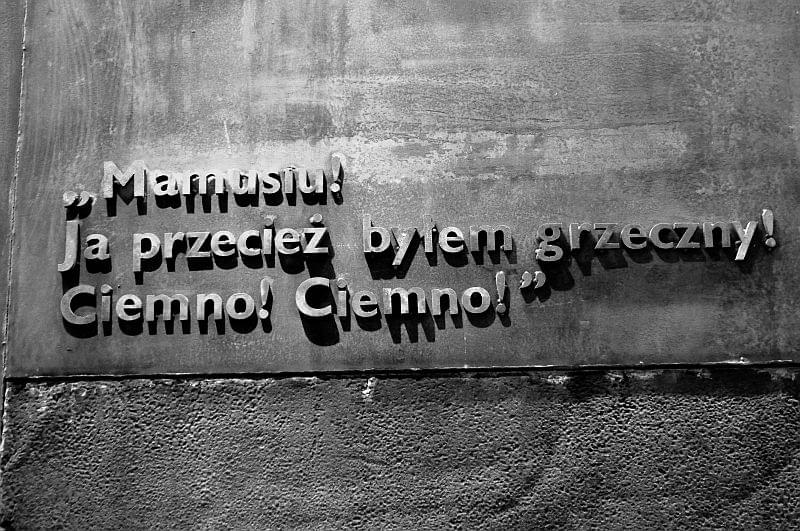 „Mamusiu!
Ja przecież byłem grzeczny!
Ciemno! Ciemno!”